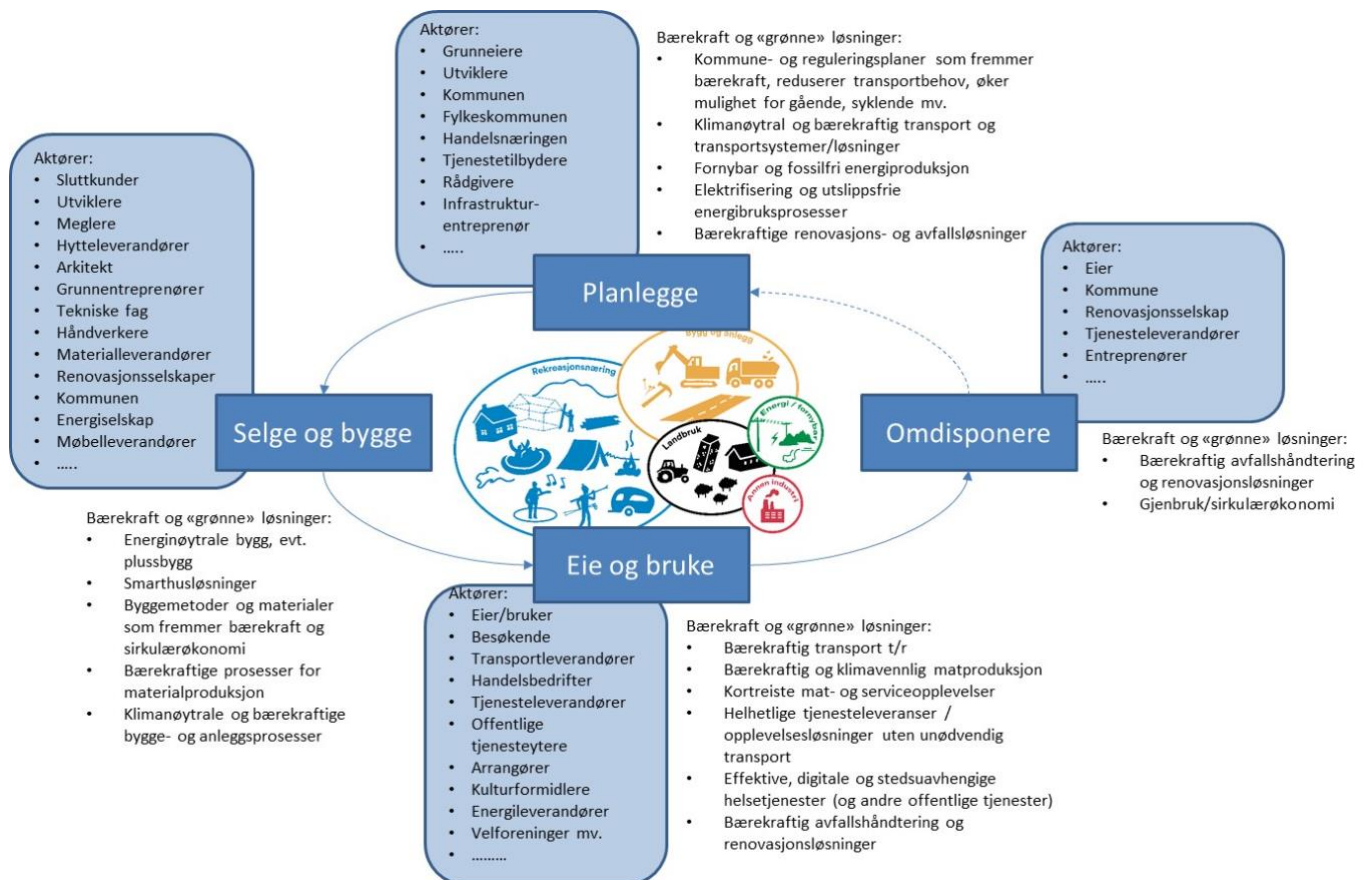 Aktører:
• Grunneiere
• Utviklere
• Kommunen
• Fylkeskommunen
• Handelsnæringen
• Tjenestetilbydere
• Rådgivere
• Infrastruktur-
entreprenør
• …..
Bærekraft og «grønne» løsninger:
• Kommune- og reguleringsplaner som fremmer
bærekraft, reduserer transportbehov, øker
mulighet for gående, syklende mv.
• Klimanøytral og bærekraftig transport og
transportsystemer/løsninger
• Fornybar og fossilfri energiproduksjon
• Elektrifisering og utslippsfrie
energibruksprosesser
• Bærekraftige renovasjons- og avfallsløsninger
Aktører:
• Sluttkunder
• Utviklere
• Meglere
• Hytteleverandører
• Arkitekt
• Grunnentreprenører
• Tekniske fag
• Håndverkere
• Materialleverandører
• Renovasjonsselskaper
• Kommunen
• Energiselskap
• Møbelleverandører
• …..
Aktører:
• Eier
• Kommune
• Renovasjonsselskap
• Tjenesteleverandører
• Entreprenører
• …..
Planlegge
Bygg og anlegg
Rekreasjonsnæring
Energi / fornybar
Landbruk
Annen industri
Selge og bygge
Omdisponere
Eie og bruke
Bærekraft og «grønne» løsninger:
• Bærekraftig avfallshåndtering
og renovasjonsløsninger
• Gjenbruk/sirkulærøkonomi
Bærekraft og «grønne» løsninger:
• Energinøytrale bygg, evt.
plussbygg
• Smarthusløsninger
• Byggemetoder og materialer
som fremmer bærekraft og
sirkulærøkonomi
• Bærekraftige prosesser for
materialproduksjon
• Klimanøytrale og bærekraftige
bygge- og anleggsprosesser
Aktører:
• Eier/bruker
• Besøkende
• Transportleverandører
• Handelsbedrifter
• Tjenesteleverandører
• Offentlige
tjenesteytere
• Arrangører
• Kulturformidlere
• Energileverandører
• Velforeninger mv.
• ………
Bærekraft og «grønne» løsninger:
• Bærekraftig transport t/r
• Bærekraftig og klimavennlig matproduksjon
• Kortreiste mat- og serviceopplevelser
• Helhetlige tjenesteleveranser /
opplevelsesløsninger uten unødvendig
transport
• Effektive, digitale og stedsuavhengige
helsetjenester (og andre offentlige tjenester)
• Bærekraftig avfallshåndtering og
renovasjonsløsninger